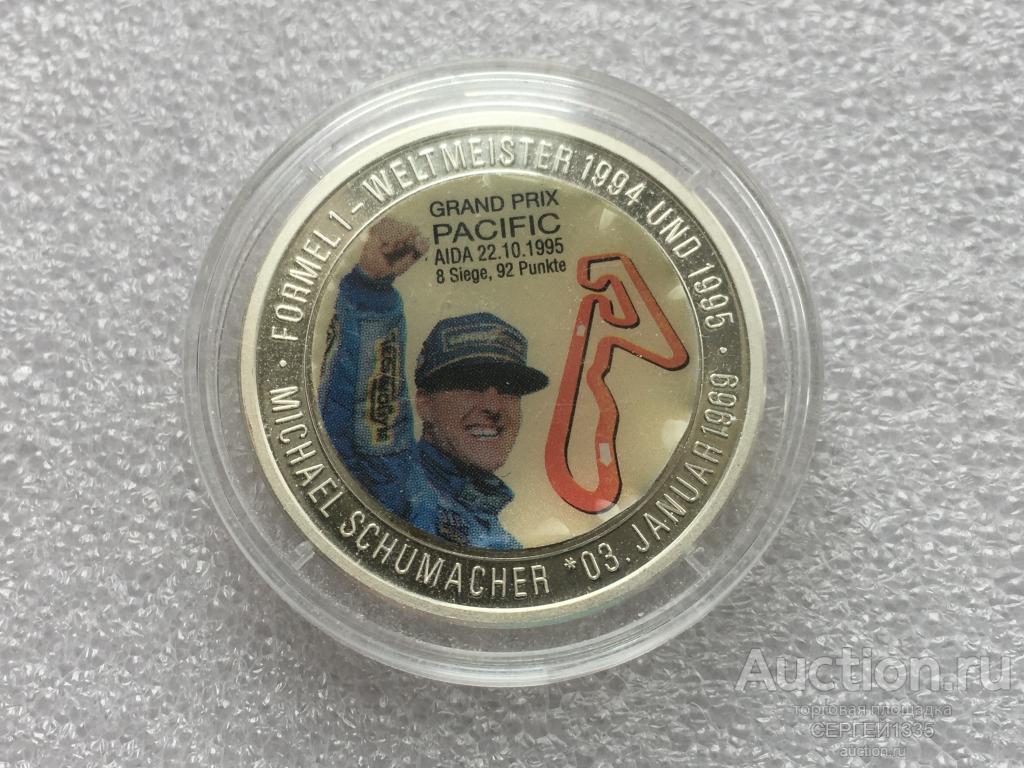 · FORMEL 1 – WELTMEISTER 1994 UND 1995 ·
MICHAEL SCHUMACHER *03. JANUAR 1969
GRAND PRIX
PACIFIC
AIDA 22.10.1995
8 Siege, 92 Punkte
Auction.ru
торговая площадка
СЕРГЕЙ1335
auction.ru